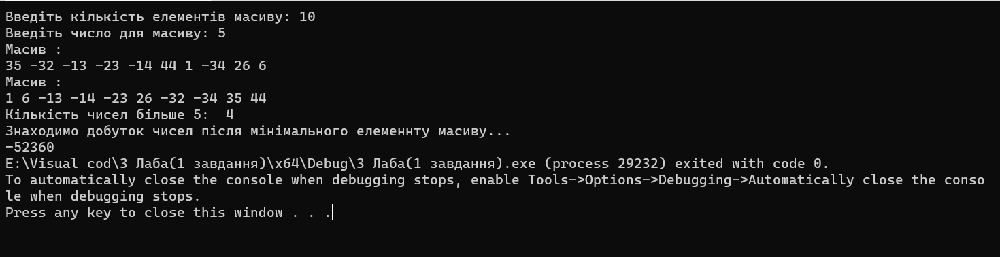 Введіть кількість елементів масиву: 10
Введіть число для масиву: 5
Масив :
35 -32 -13 -23 -14 44 1 -34 26 6
Масив :
1 6 -13 -14 -23 26 -32 -34 35 44
Кількість чисел більше 5:  4
Знаходимо добуток чисел після мінімального елеменнту масиву...
-52360
E:\Visual cod\3 Лаба(1 завдання)\x64\Debug\3 Лаба(1 завдання).exe (process 29232) exited with code 0.
To automatically close the console when debugging stops, enable Tools->Options->Debugging->Automatically close the conso
le when debugging stops.
Press any key to close this window . . .